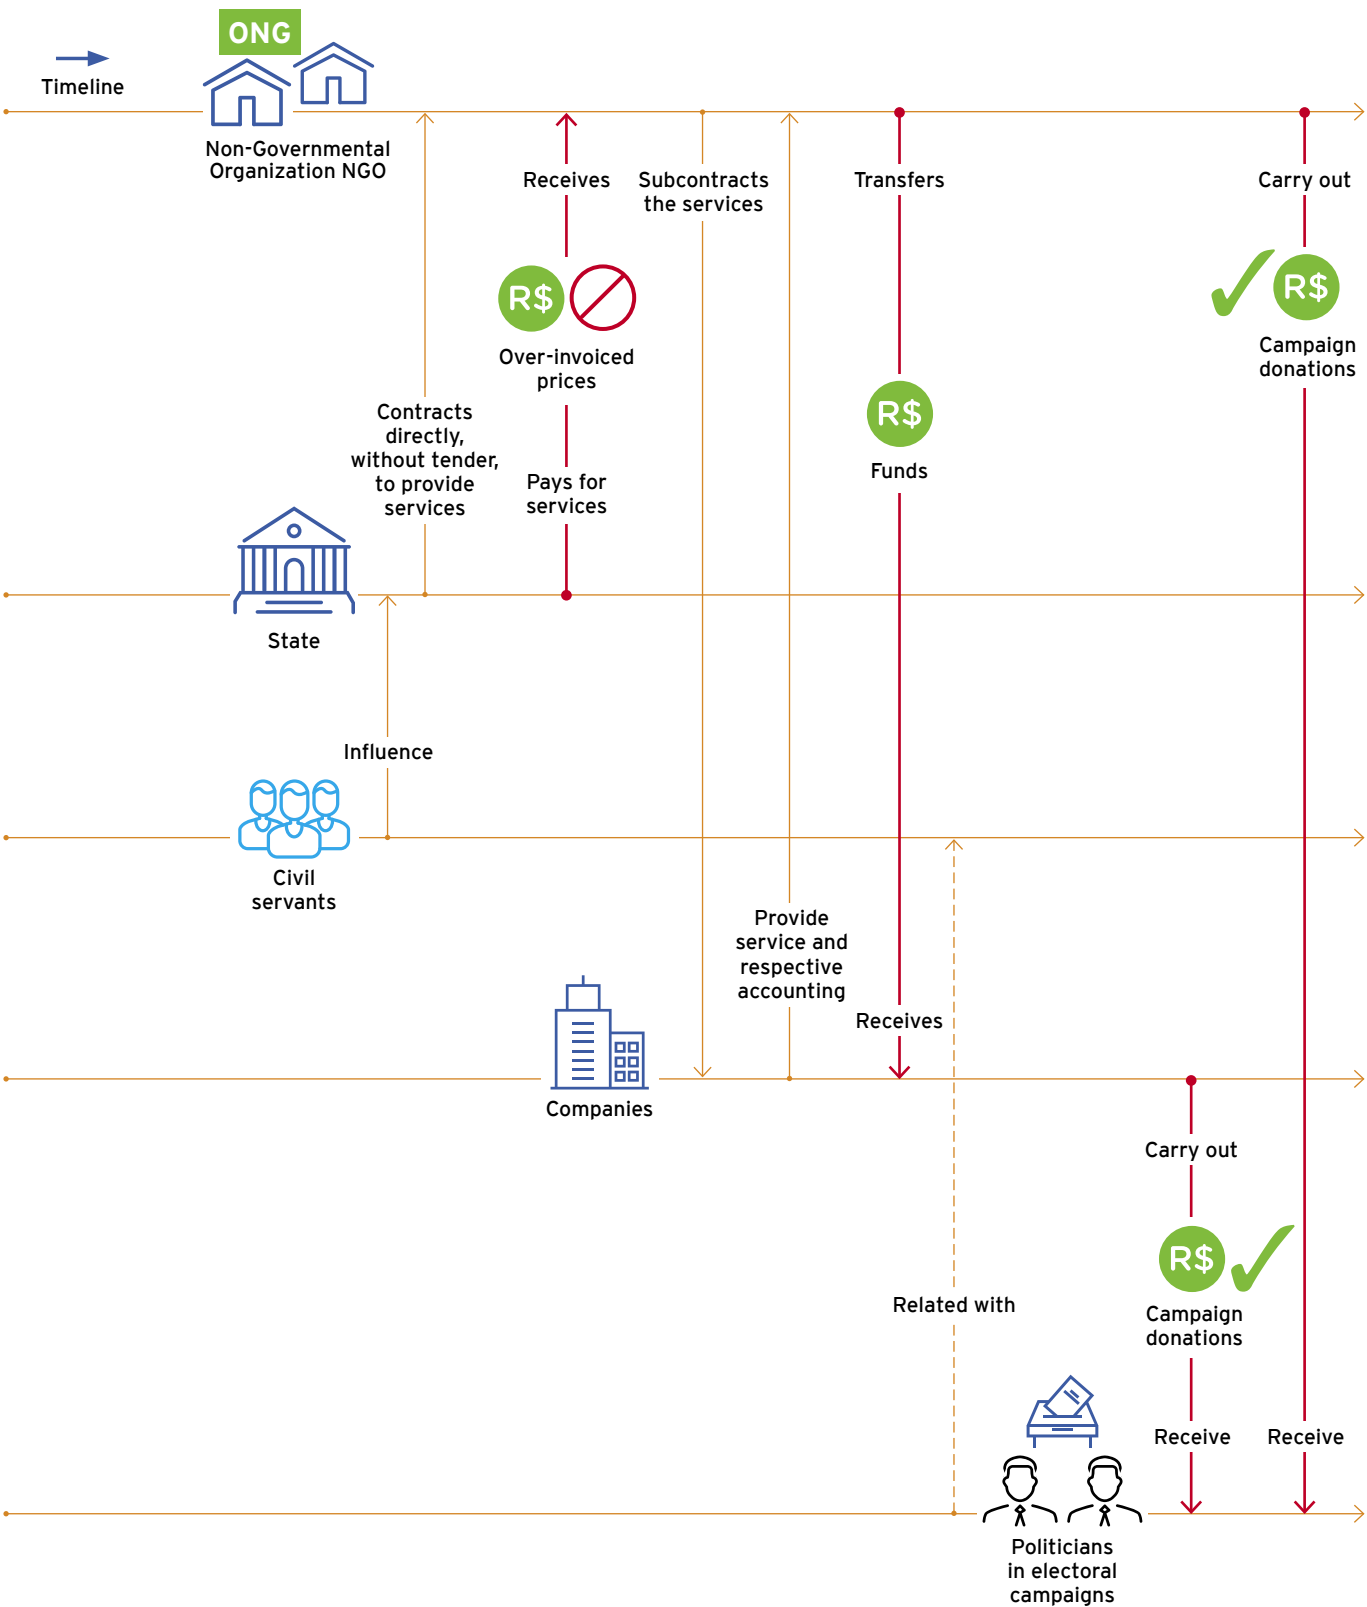 ONG
Timeline
Non-Governmental
Organization NGO
Receives
Subcontracts
the services
Transfers
Carry out
R$
R$
Over-invoiced
prices
Campaign
donations
Contracts
directly,
without tender,
to provide
services
R$
Funds
Pays for
services
State
Influence
Civil
servants
Provide
service and
respective
accounting
Receives
Companies
Carry out
R$
Campaign
donations
Related with
Receive
Receive
Politicians
in electoral
campaigns